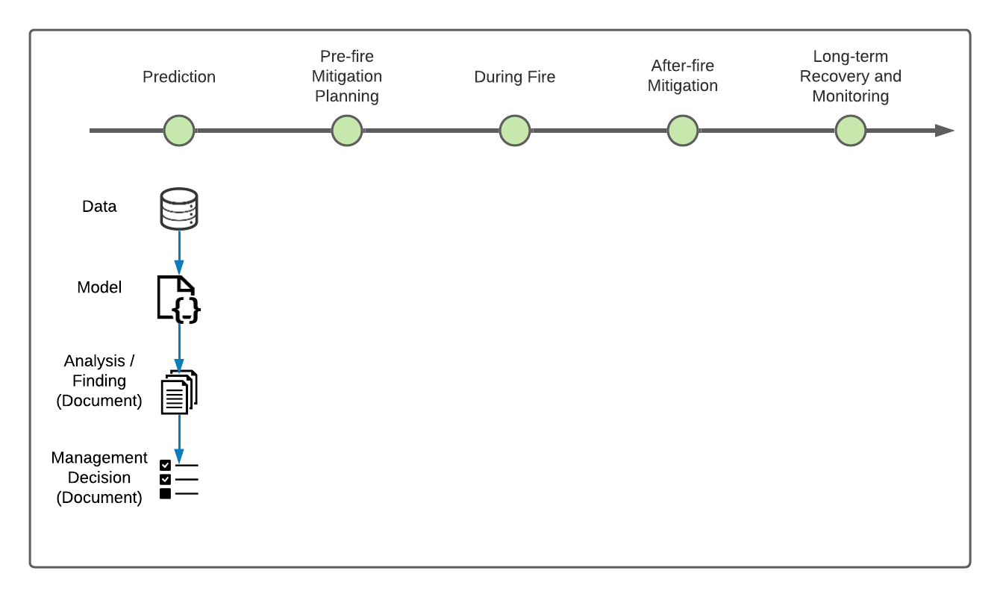 Prediction
Pre-fire
Mitigation
Planning
During Fire
After-fire
Mitigation
Long-term
Recovery and
Monitoring
Data
Model
{}
Analysis /
Finding
(Document)
Management
Decision
(Document)